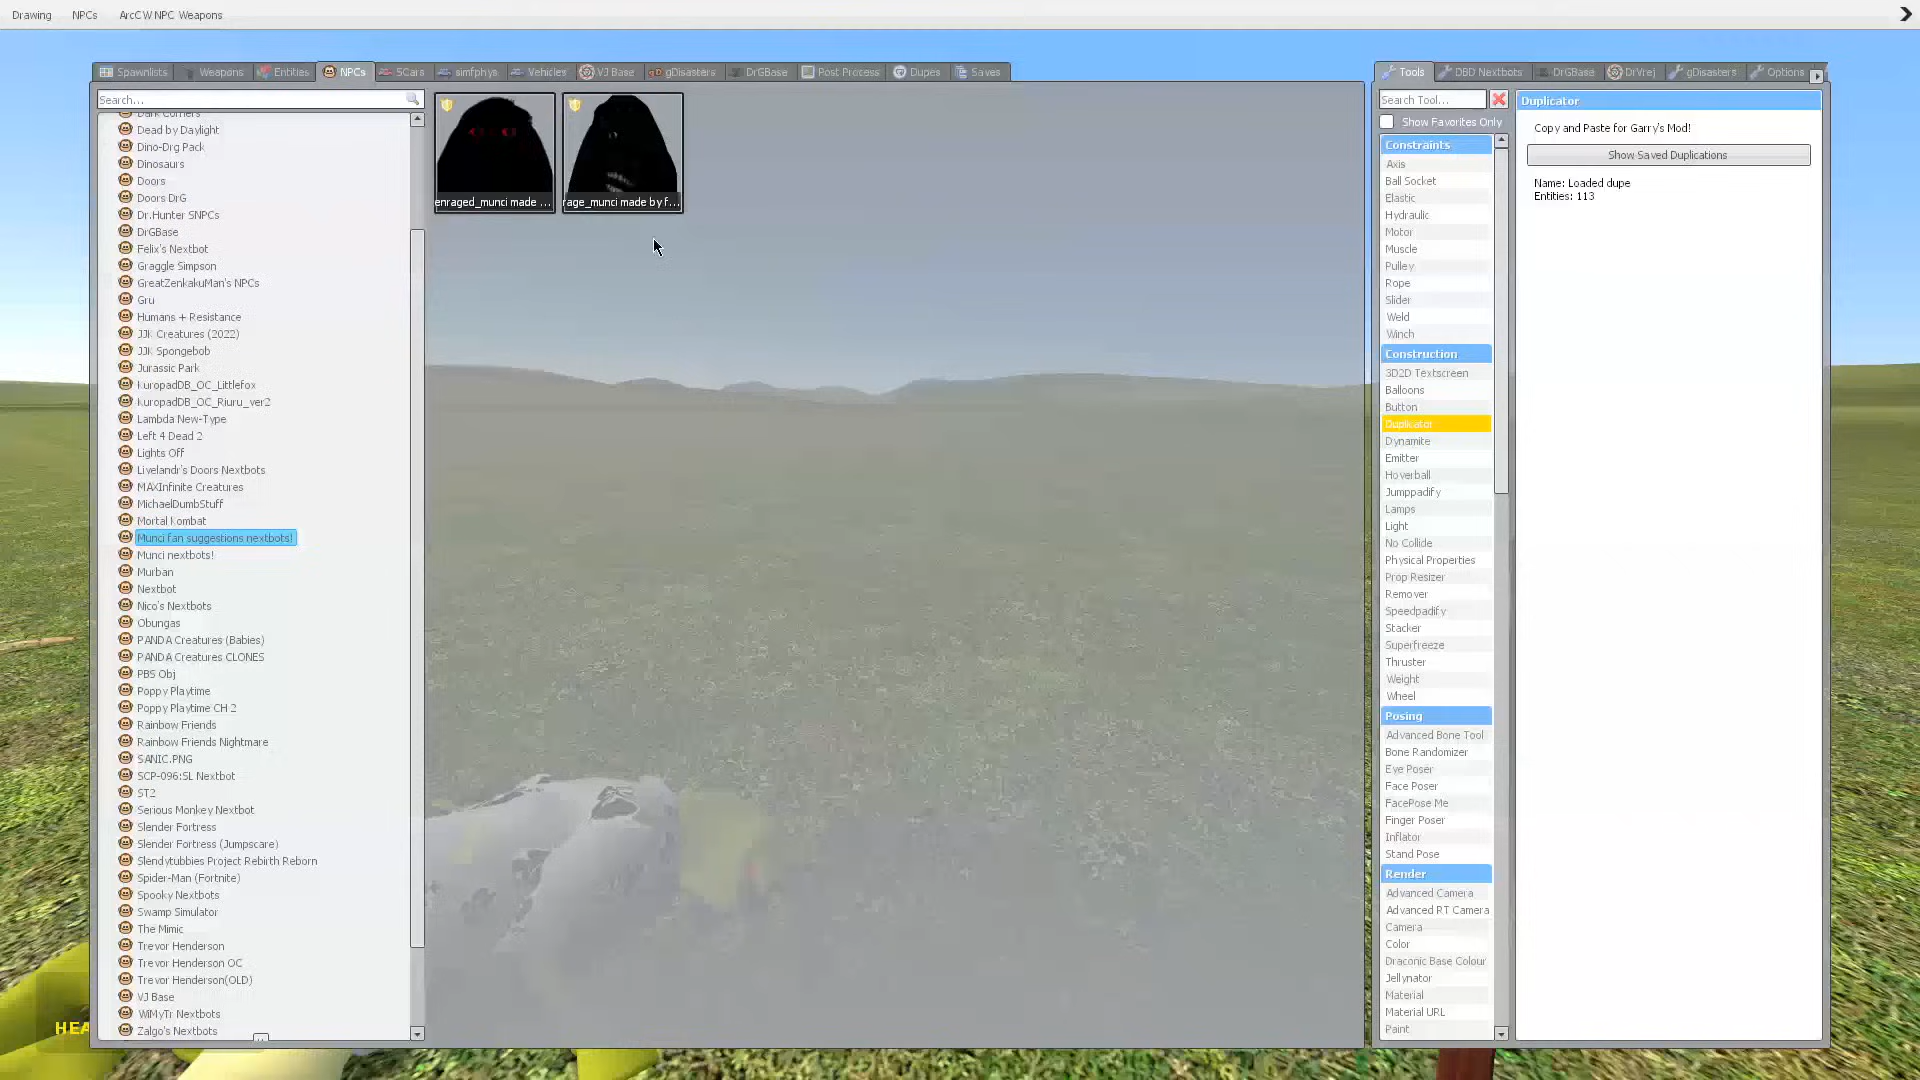 Drawing NPCs ArcCW NPC Weapons
Spawnlists Weapons Entities NPCs SCars simfphys Vehicles VJ Base gDisasters DrGBase Post Process Dupes Saves
Search...
Dark Corners
Dead by Daylight
Dino-Drg Pack
Dinosaurs
Doors
Doors DrG
Dr.Hunter SNPCs
DrGBase
Felix's Nextbot
Graggle Simpson
GreatZenkakuMan's NPCs
Gru
Humans + Resistance
JJK Creatures (2022)
JJK Spongebob
Jurassic Park
KuropadDB_OC_Littlefox
KuropadDB_OC_Riuru_ver2
Lambda New-Type
Left 4 Dead 2
Lights Off
Livelandr's Doors Nextbots
MAXInfinite Creatures
MichaelDumbStuff
Mortal Kombat
Munci fan suggestions nextbots!
Munci nextbots!
Murban
Nextbot
Nico's Nextbots
Obungas
PANDA Creatures (Babies)
PANDA Creatures CLONES
PBS Obj
Poppy Playtime
Poppy Playtime CH 2
Rainbow Friends
Rainbow Friends Nightmare
SANIC.PNG
SCP-096:SL Nextbot
ST2
Serious Monkey Nextbot
Slender Fortress
Slender Fortress (Jumpscare)
Slendytubbies Project Rebirth Reborn
Spider-Man (Fortnite)
Spooky Nextbots
Swamp Simulator
The Mimic
Trevor Henderson
Trevor Henderson OC
Trevor Henderson(OLD)
VJ Base
WiMyTr Nextbots
Zalgo's Nextbots
HEA
enraged_munci made ... rage_munci made by f...
Tools DBD Nextbots DrGBase DrVrej gDisasters Options
Search Tool...
Show Favorites Only
Constraints
Axis
Ball Socket
Elastic
Hydraulic
Motor
Muscle
Pulley
Rope
Slider
Weld
Winch
Construction
3D2D Textscreen
Balloons
Button
Duplicator
Dynamite
Emitter
Hoverball
Jumppadify
Lamps
Light
No Collide
Physical Properties
Prop Resizer
Remover
Speedpadify
Stacker
Superfreeze
Thruster
Weight
Wheel
Posing
Advanced Bone Tool
Bone Randomizer
Eye Poser
Face Poser
FacePose Me
Finger Poser
Inflator
Stand Pose
Render
Advanced Camera
Advanced RT Camera
Camera
Color
Draconic Base Colour
Jellynator
Material
Material URL
Paint
Duplicator
Copy and Paste for Garry's Mod!
Show Saved Duplications
Name: Loaded dupe
Entities: 113